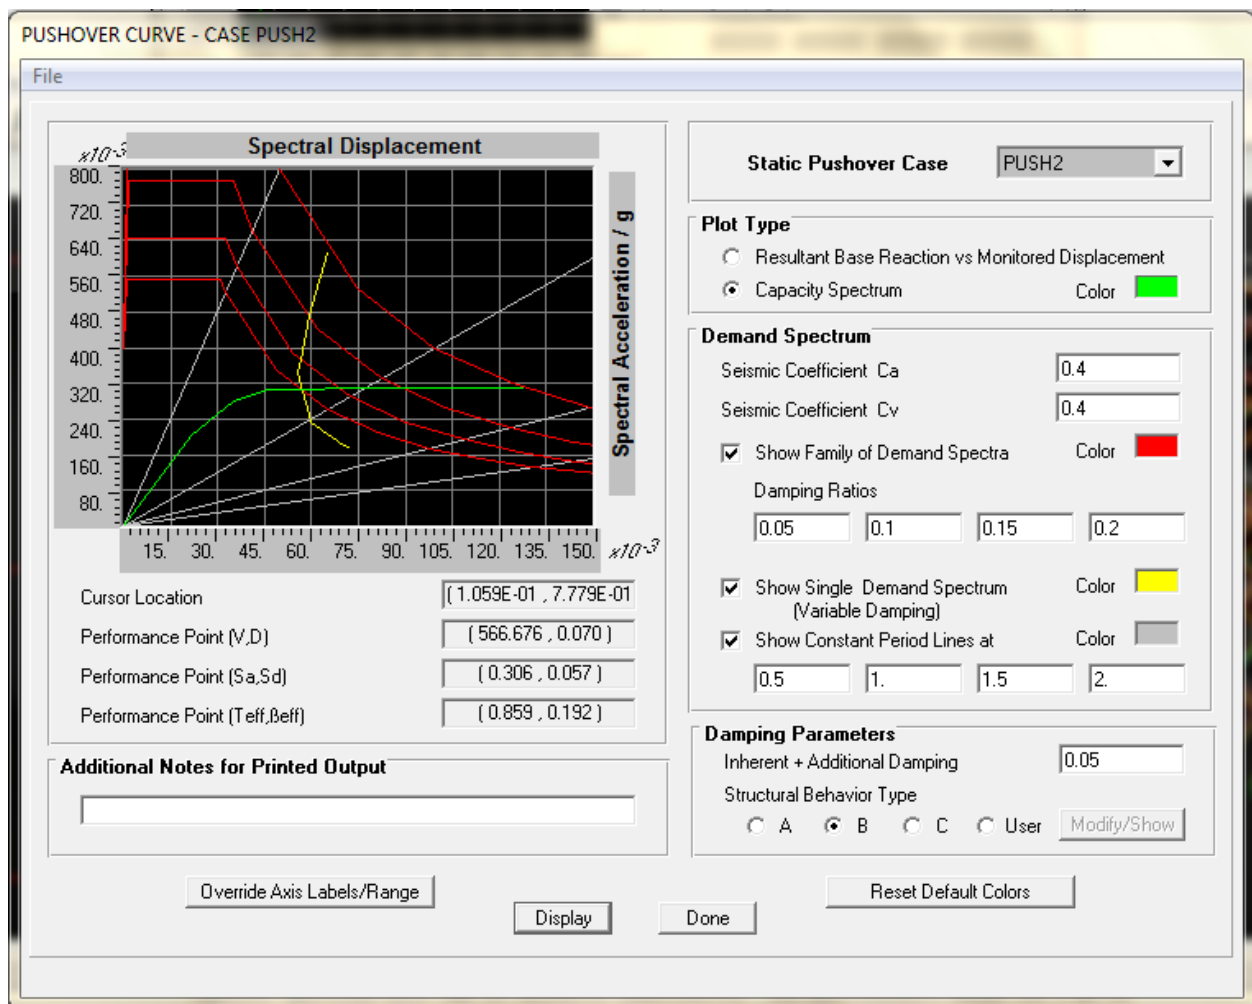 PUSHOVER CURVE - CASE PUSH2
File
x10-3
Spectral Displacement
800.
720.
640.
560.
480.
400.
320.
240.
160.
80.
Spectral Acceleration / g
15. 30. 45. 60. 75. 90. 105. 120. 135. 150. x10-3
Cursor Location ( 1.059E-01 , 7.779E-01
Performance Point (V,D) ( 566.676 , 0.070 )
Performance Point (Sa,Sd) ( 0.306 , 0.057 )
Performance Point (Teff,βeff) ( 0.859 , 0.192 )
Additional Notes for Printed Output
Override Axis Labels/Range
Static Pushover Case PUSH2
Plot Type
Resultant Base Reaction vs Monitored Displacement
Capacity Spectrum Color
Demand Spectrum
Seismic Coefficient Ca 0.4
Seismic Coefficient Cv 0.4
Show Family of Demand Spectra Color
Damping Ratios
0.05 0.1 0.15 0.2
Show Single Demand Spectrum Color
(Variable Damping)
Show Constant Period Lines at Color
0.5 1. 1.5 2.
Damping Parameters
Inherent + Additional Damping 0.05
Structural Behavior Type
A B C User Modify/Show
Reset Default Colors
Display Done